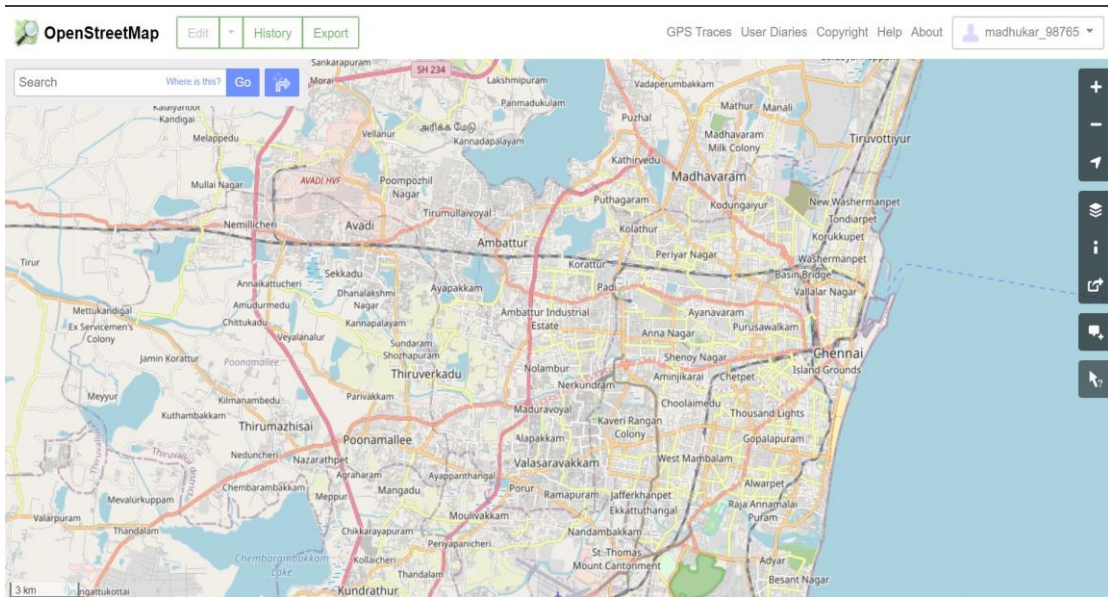 OpenStreetMap Edit History Export GPS Traces User Diaries Copyright Help About madhukar_98765
Search Where is this? Go
Sankarapuram
SH 234
Morai
Lakshmipuram
Vadaperumbakkam
Panmadukulam
Kalaiyanoor
Kandigai
Mathur
Manali
Puzhal
Vellanur
அரிக்க மேடு
Melappedu
Kannadapalayam
Madhavaram
Milk Colony
Tiruvottiyur
Kathirvedu
Mullai Nagar
AVADI HVF
Poompozhil
Nagar
Madhavaram
Puthagaram
Kodungaiyur
New Washermanpet
Tirumullaivoyal
Tondiarpet
Nemillicheri
Avadi
Kolathur
Korukkupet
Ambattur
Periyar Nagar
Washermanpet
Tirur
Korattur
Basin Bridge
Sekkadu
Annaikattucheri
Dhanalakshmi
Nagar
Ayapakkam
Padi
Vallalar Nagar
Amudurmedu
Mettukandigal
Ambattur Industrial
Estate
Ayanavaram
Chittukadu
Kannapalayam
Purusawalkam
Ex Servicemen's
Colony
Veyalanalur
Anna Nagar
Sundaram
Shozhapuram
Chennai
Jamin Korattur
Poonamallee
Shenoy Nagar
Nolambur
Island Grounds
Thiruverkadu
Aminjikarai
Chetpet
Nerkundram
Meyyur
Parivakkam
Kilmanambedu
Choolaimedu
Kuthambakkam
Maduravoyal
Thousand Lights
Thirumazhisai
Kaveri Rangan
Colony
Poonamallee
Alapakkam
Gopalapuram
Thiruvallur district
Neduncheri
Nazarathpet
West Mambalam
Valasaravakkam
Agraharam
Ayappanthangal
Alwarpet
Chembarambakkam
Mangadu
Porur
Meppur
Ramapuram
Jafferkhanpet
Mevalurkuppam
Raja Annamalai
Puram
Ekkattuthangal
Valarpuram
Moulivakkam
Thandalam
Chikkarayapuram
Nandambakkam
Periyapanicheri
Chembarambakkam
Lake
Kollaicheri
St. Thomas
Mount Cantonment
Adyar
Thandalam
Besant Nagar
3 km
Irungattukottai
Kundrathur